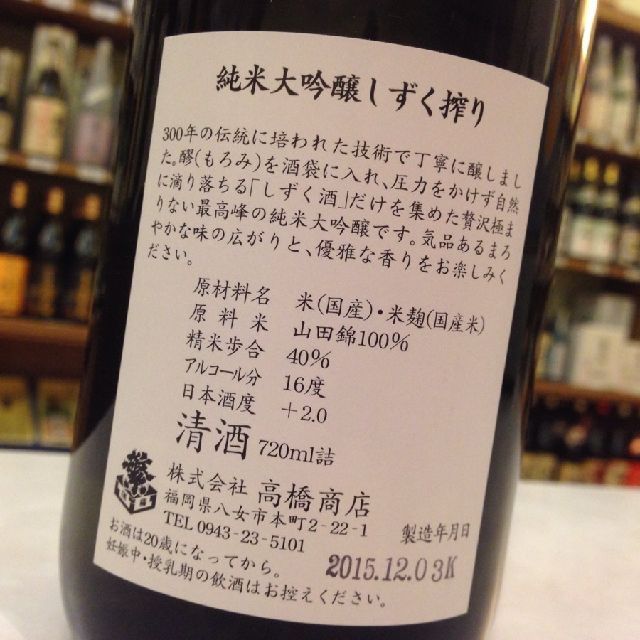 純米大吟醸しずく搾り
300年の伝統に培われた技術で丁寧に醸しまし
た。醪(もろみ)を酒袋に入れ、圧力をかけず自然
に滴り落ちる「しずく酒」だけを集めた贅沢極ま
りない最高峰の純米大吟醸です。気品あるまろ
やかな味の広がりと、優雅な香りをお楽しみく
ださい。
原材料名 米(国産)・米麹(国産米)
原料米 山田錦100%
精米歩合 40%
アルコール分 16度
日本酒度 +2.0
清酒 720ml詰
株式会社 高橋商店
福岡県八女市本町2-22-1
TEL 0943-23-5101
製造年月日
2015.12.03K
お酒は20歳になってから。
妊娠中・授乳期の飲酒はお控えください。